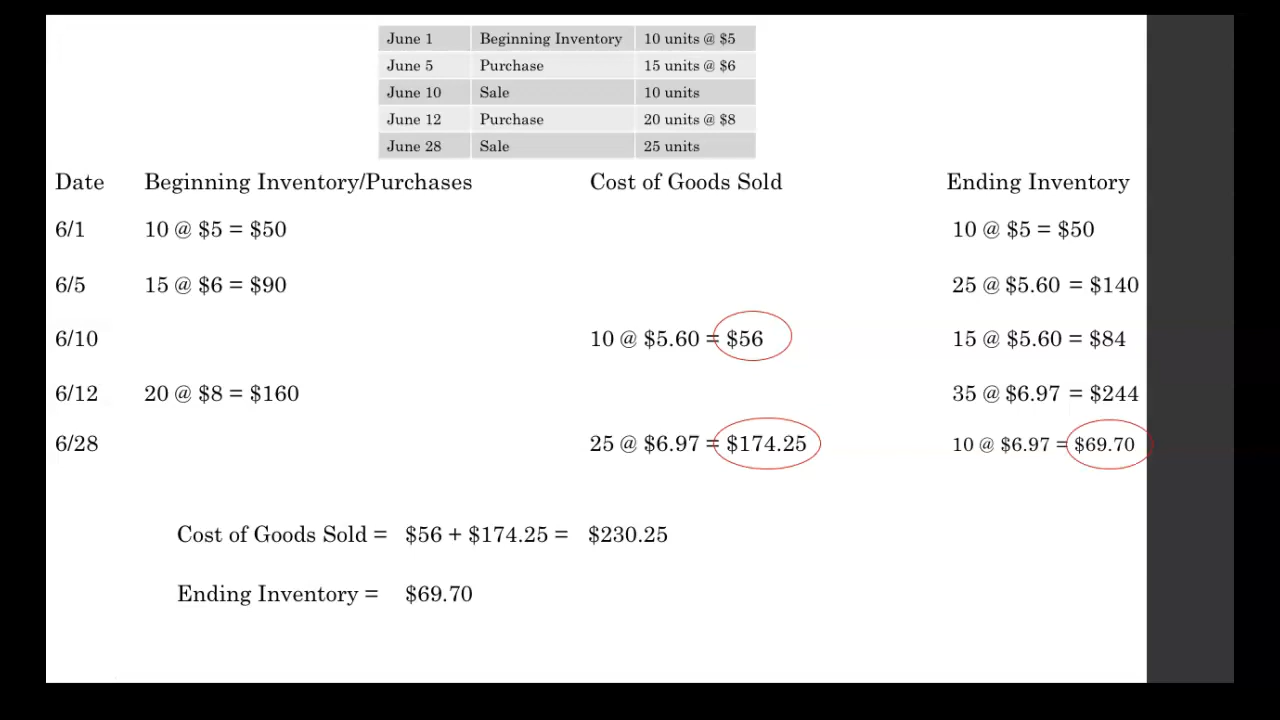 June 1 Beginning Inventory 10 units @ $5
June 5 Purchase 15 units @ $6
June 10 Sale 10 units
June 12 Purchase 20 units @ $8
June 28 Sale 25 units
Date Beginning Inventory/Purchases Cost of Goods Sold Ending Inventory
6/1 10 @ $5 = $50 10 @ $5 = $50
6/5 15 @ $6 = $90 25 @ $5.60 = $140
6/10 10 @ $5.60 = $56 15 @ $5.60 = $84
6/12 20 @ $8 = $160 35 @ $6.97 = $244
6/28 25 @ $6.97 = $174.25 10 @ $6.97 = $69.70
Cost of Goods Sold = $56 + $174.25 = $230.25
Ending Inventory = $69.70